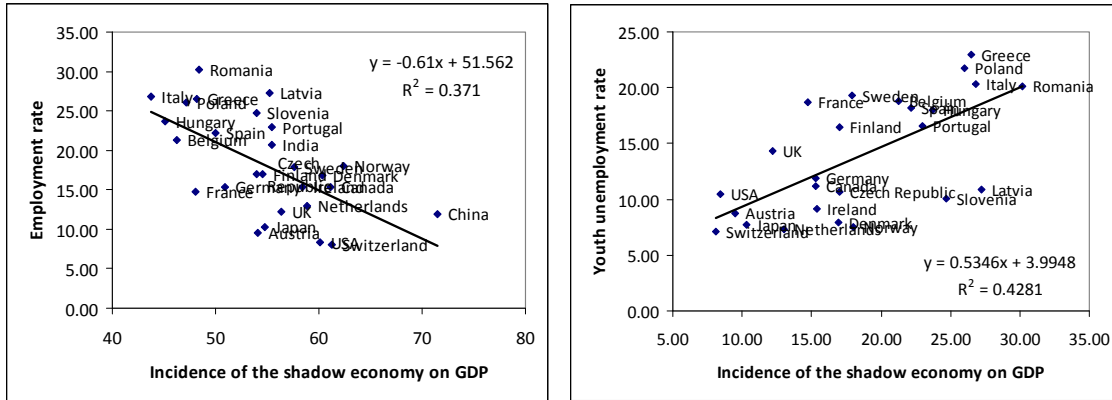 35.00
30.00
25.00
20.00
15.00
10.00
5.00
0.00
Employment rate
y = -0.61x + 51.562
R² = 0.371
Romania
Italy
Greece
Poland
Latvia
Slovenia
Hungary
Spain
Portugal
Belgium
India
Czech
Republic
Sweden
Norway
Finland
Denmark
France
Germany
Ireland
Canada
Netherlands
UK
China
Japan
Austria
USA
Switzerland
40 50 60 70 80
Incidence of the shadow economy on GDP
25.00
20.00
15.00
10.00
5.00
0.00
Youth unemployment rate
Greece
Poland
Italy
Romania
Sweden
France
Belgium
Spain
Hungary
Finland
Portugal
UK
Germany
Canada
USA
Czech Republic
Latvia
Slovenia
Austria
Ireland
Japan
Denmark
Switzerland
Netherlands
Norway
y = 0.5346x + 3.9948
R² = 0.4281
5.00 10.00 15.00 20.00 25.00 30.00 35.00
Incidence of the shadow economy on GDP